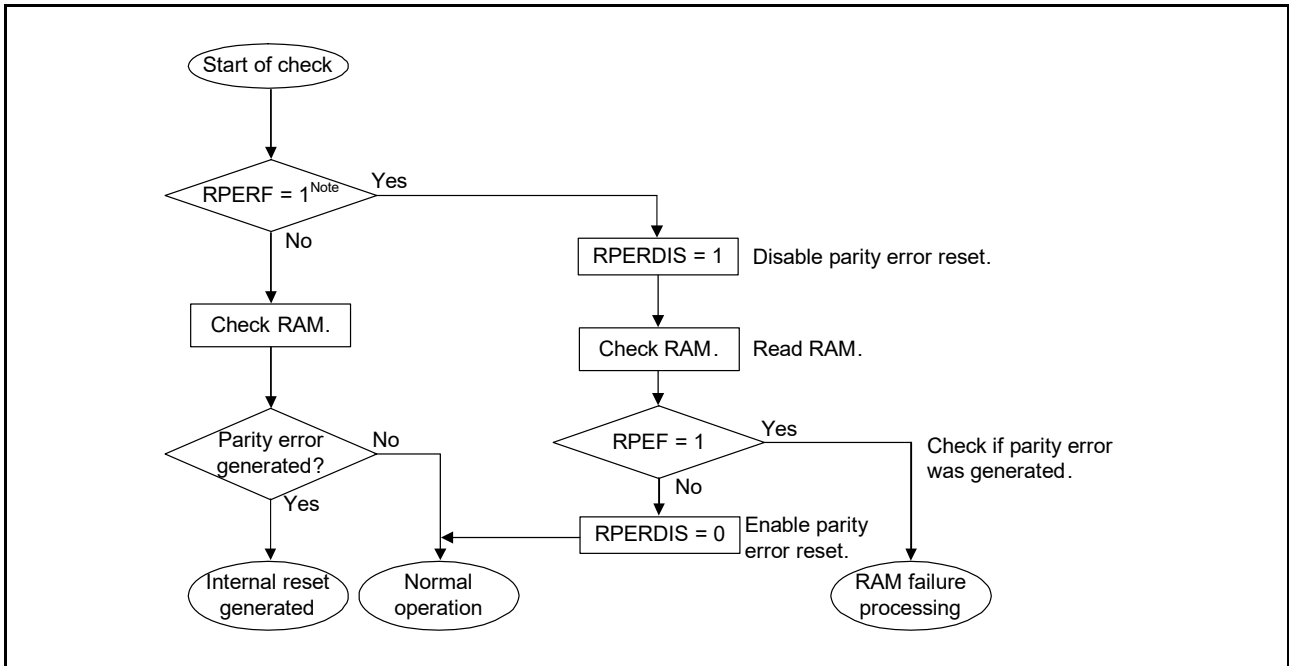 Start of check
RPERF = 1Note
Yes
No
RPERDIS = 1
Disable parity error reset.
Check RAM.
Check RAM.
Read RAM.
Parity error
generated?
No
Yes
RPEF = 1
Yes
Check if parity error
was generated.
No
RPERDIS = 0
Enable parity
error reset.
Internal reset
generated
Normal
operation
RAM failure
processing